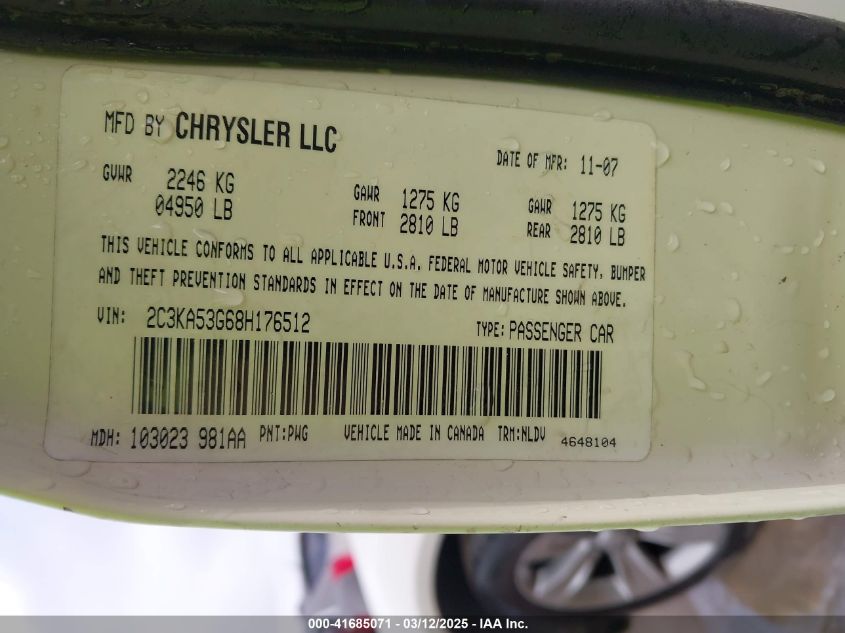 MFD BY CHRYSLER LLC
DATE OF MFR: 11-07
GVWR 2246 KG
04950 LB
GAWR FRONT 1275 KG
2810 LB
GAWR REAR 1275 KG
2810 LB
THIS VEHICLE CONFORMS TO ALL APPLICABLE U.S.A. FEDERAL MOTOR VEHICLE SAFETY, BUMPER
AND THEFT PREVENTION STANDARDS IN EFFECT ON THE DATE OF MANUFACTURE SHOWN ABOVE.
VIN: 2C3KA53G68H176512 TYPE: PASSENGER CAR
MDH: 103023 981AA PNT:PWG VEHICLE MADE IN CANADA TRM:NLDV 4648104
000-41685071 - 03/12/2025 - IAA Inc.